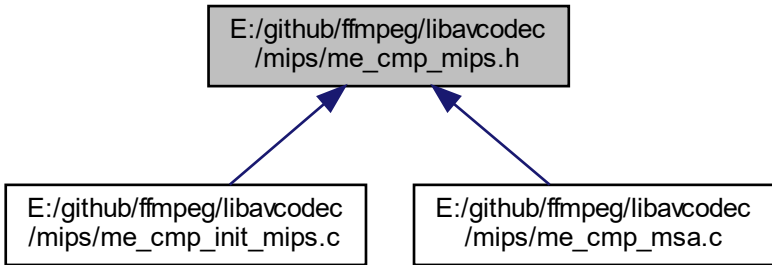 E:/github/ffmpeg/libavcodec
/mips/me_cmp_mips.h
E:/github/ffmpeg/libavcodec
/mips/me_cmp_init_mips.c
E:/github/ffmpeg/libavcodec
/mips/me_cmp_msa.c